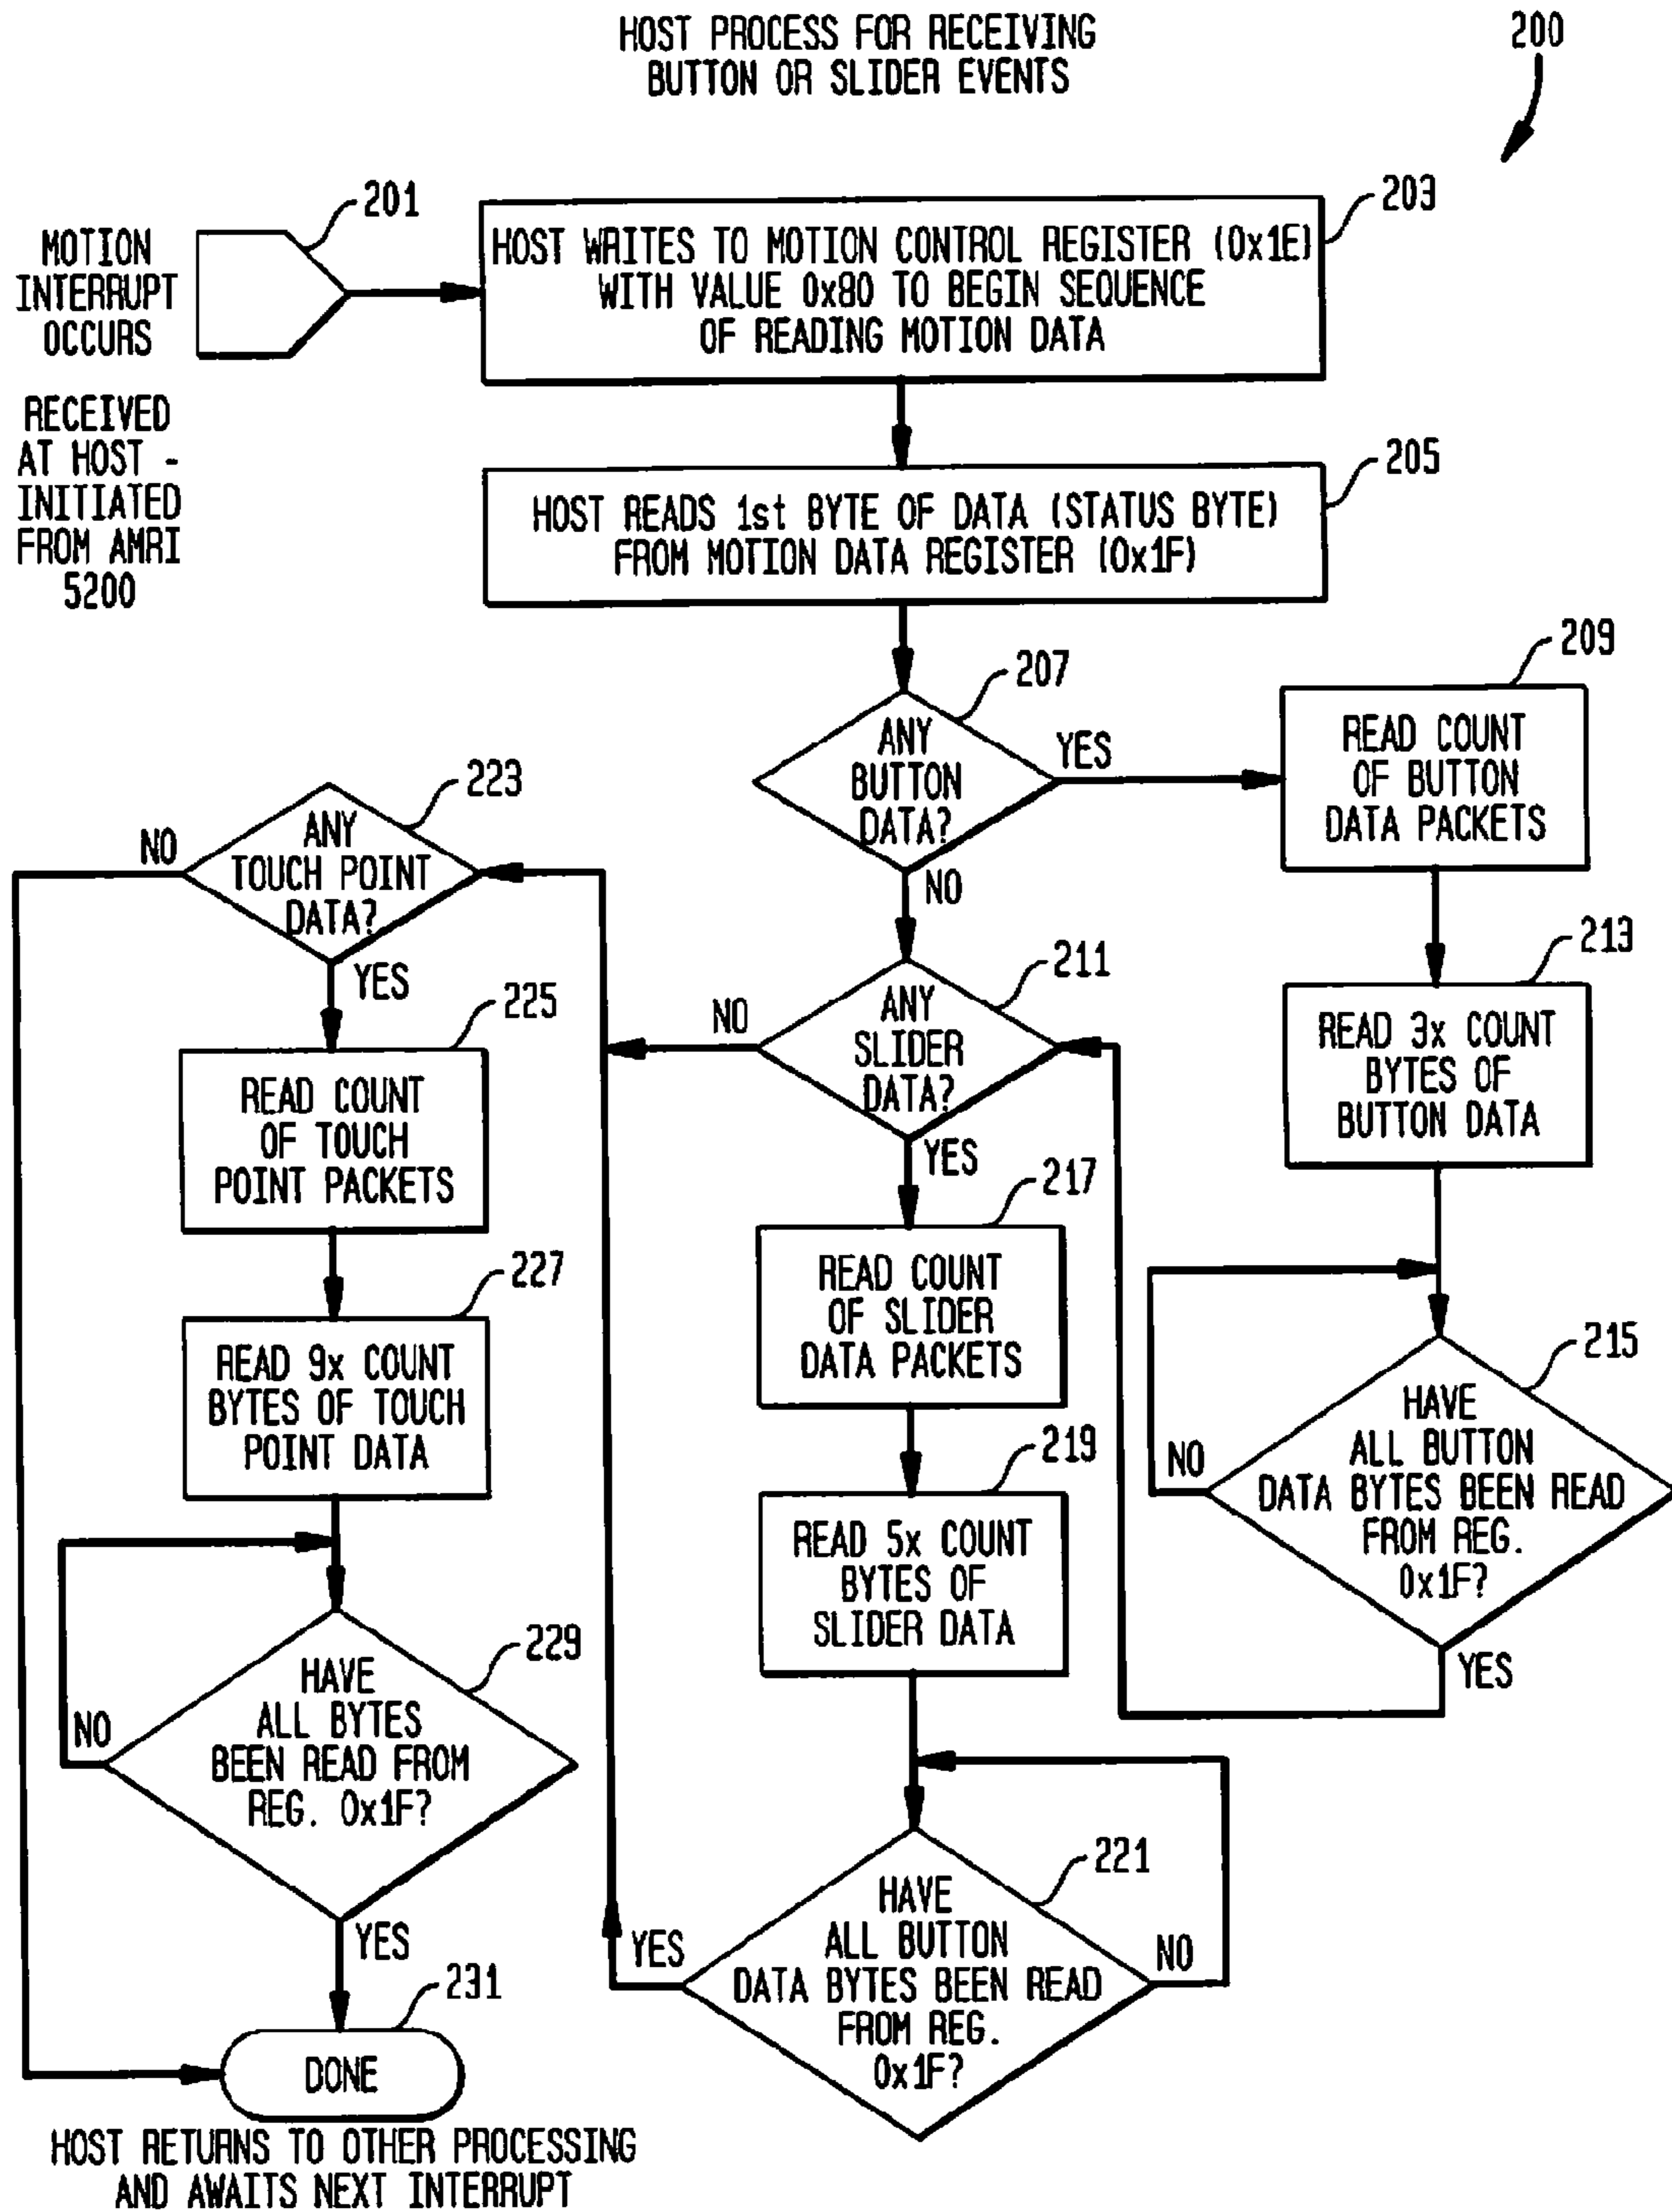 HOST PROCESS FOR RECEIVING
BUTTON OR SLIDER EVENTS
200
201
MOTION
INTERRUPT
OCCURS
RECEIVED
AT HOST -
INITIATED
FROM AMRI
5200
203
HOST WRITES TO MOTION CONTROL REGISTER (0x1E)
WITH VALUE 0x80 TO BEGIN SEQUENCE
OF READING MOTION DATA
205
HOST READS 1st BYTE OF DATA (STATUS BYTE)
FROM MOTION DATA REGISTER (0x1F)
207
ANY
BUTTON
DATA?
YES
NO
209
READ COUNT
OF BUTTON
DATA PACKETS
213
READ 3x COUNT
BYTES OF
BUTTON DATA
215
HAVE
ALL BUTTON
DATA BYTES BEEN READ
FROM REG.
0x1F?
NO
YES
211
ANY
SLIDER
DATA?
NO
YES
217
READ COUNT
OF SLIDER
DATA PACKETS
219
READ 5x COUNT
BYTES OF
SLIDER DATA
221
HAVE
ALL BUTTON
DATA BYTES BEEN READ
FROM REG.
0x1F?
YES
NO
223
ANY
TOUCH POINT
DATA?
NO
YES
225
READ COUNT
OF TOUCH
POINT PACKETS
227
READ 9x COUNT
BYTES OF TOUCH
POINT DATA
229
HAVE
ALL BYTES
BEEN READ FROM
REG. 0x1F?
NO
YES
231
DONE
HOST RETURNS TO OTHER PROCESSING
AND AWAITS NEXT INTERRUPT